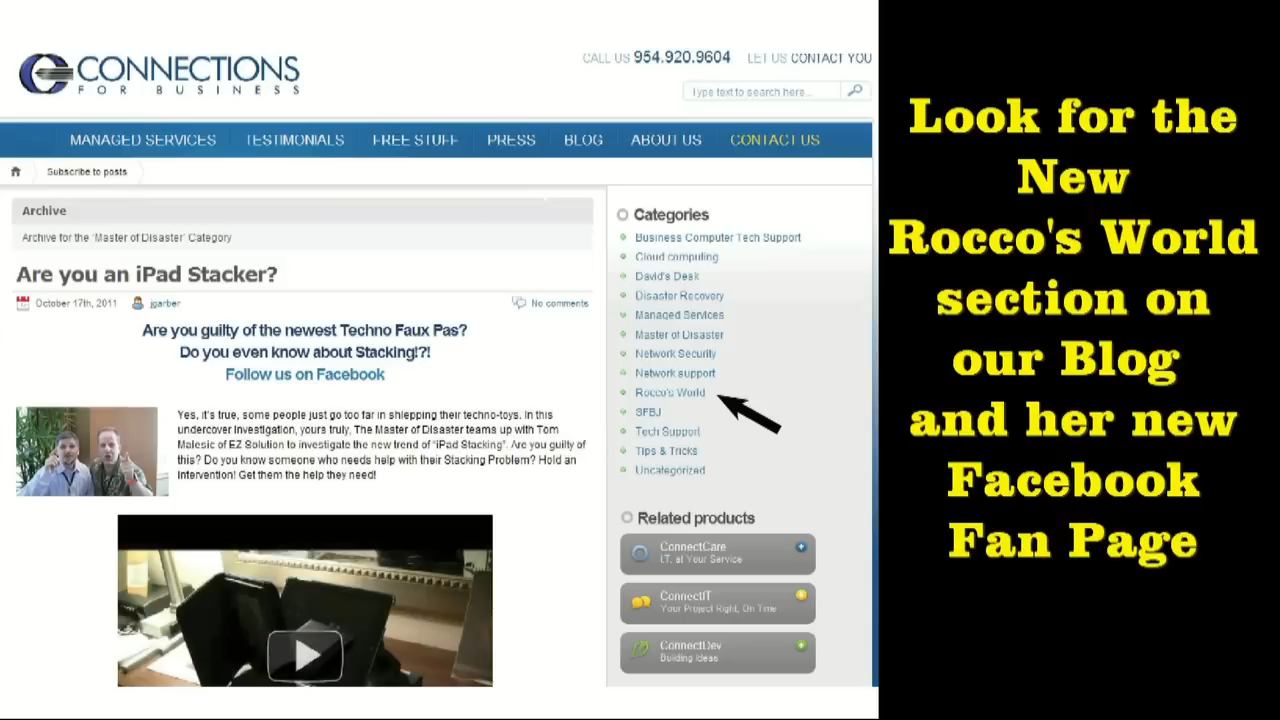 CONNECTIONS
FOR BUSINESS
CALL US 954.920.9604 LET US CONTACT YOU
Type text to search here...
MANAGED SERVICES TESTIMONIALS FREE STUFF PRESS BLOG ABOUT US CONTACT US
Subscribe to posts
Archive
Archive for the 'Master of Disaster' Category
Are you an iPad Stacker?
October 17th, 2011 jgarber No comments
Are you guilty of the newest Techno Faux Pas?
Do you even know about Stacking!?!
Follow us on Facebook
Yes, it's true, some people just go too far in shlepping their techno-toys. In this
undercover investigation, yours truly, The Master of Disaster teams up with Tom
Malesic of EZ Solution to investigate the new trend of "iPad Stacking". Are you guilty of
this? Do you know someone who needs help with their Stacking Problem? Hold an
Intervention! Get them the help they need!
Categories
Business Computer Tech Support
Cloud computing
David's Desk
Disaster Recovery
Managed Services
Master of Disaster
Network Security
Network support
Rocco's World
SFBJ
Tech Support
Tips & Tricks
Uncategorized
Related products
ConnectCare
I.T. at Your Service
ConnectIT
Your Project Right, On Time
ConnectDev
Building Ideas
Look for the
New
Rocco's World
section on
our Blog
and her new
Facebook
Fan Page